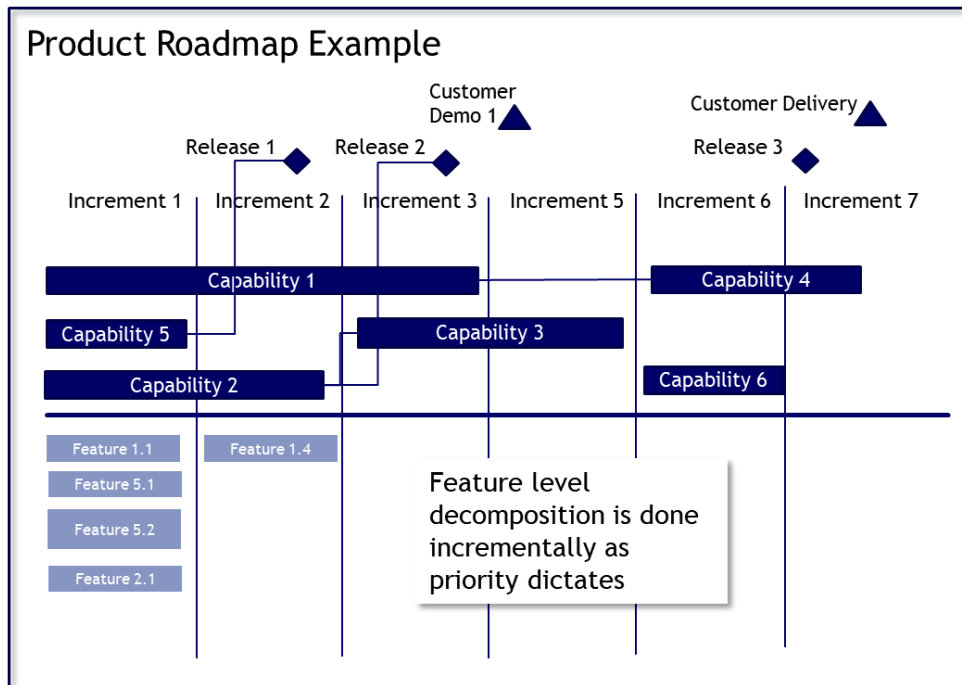 Product Roadmap Example
Customer
Demo 1
Customer Delivery
Release 1
Release 2
Release 3
Increment 1
Increment 2
Increment 3
Increment 5
Increment 6
Increment 7
Capability 1
Capability 4
Capability 5
Capability 3
Capability 2
Capability 6
Feature 1.1
Feature 1.4
Feature 5.1
Feature 5.2
Feature 2.1
Feature level
decomposition is done
incrementally as
priority dictates